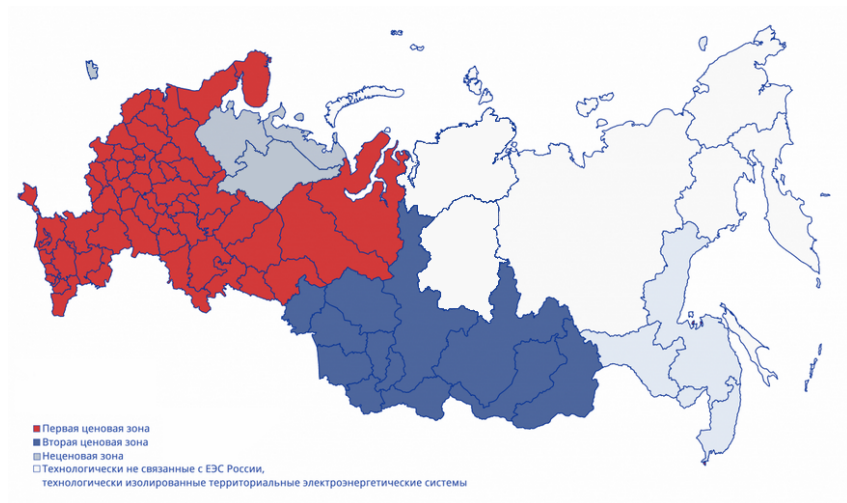 Первая ценовая зона
Вторая ценовая зона
Неценовая зона
Технологически не связанные с ЕЭС России,
технологически изолированные территориальные электроэнергетические системы